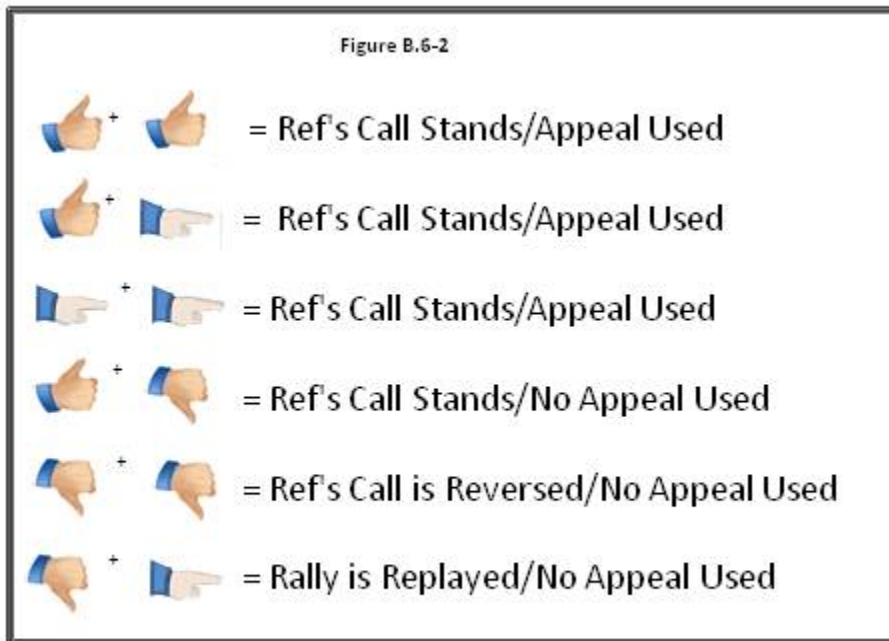 Figure B.6-2
+ = Ref's Call Stands/Appeal Used
+ = Ref's Call Stands/Appeal Used
+ = Ref's Call Stands/Appeal Used
+ = Ref's Call Stands/No Appeal Used
+ = Ref's Call is Reversed/No Appeal Used
+ = Rally is Replayed/No Appeal Used